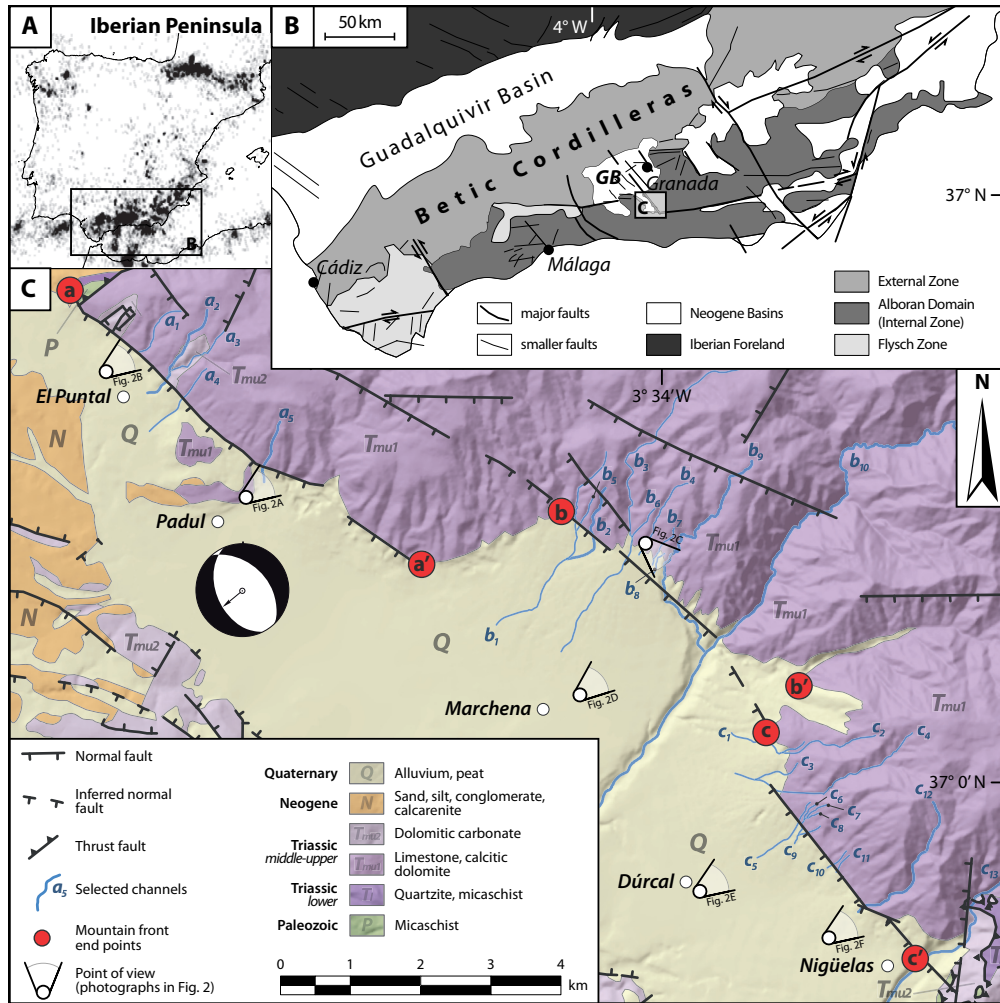 A
Iberian Peninsula
B
B
50 km
4° W
37° N
Guadalquivir Basin
Betic Cordilleras
GB
Granada
C
Málaga
Cádiz
major faults
smaller faults
Neogene Basins
Iberian Foreland
External Zone
Alboran Domain
(Internal Zone)
Flysch Zone
C
N
3° 34' W
37° 0' N
a
a1
a2
a3
a4
a5
P
Fig. 2B
El Puntal
Q
N
Tmu2
Tmu1
Fig. 2A
Padul
a'
b
b1
b2
b3
b4
b5
b6
b7
b8
b9
b10
Fig. 2C
Tmu1
Tmu1
N
Tmu2
Q
Marchena
Fig. 2D
b'
c
c1
c2
c3
c4
c5
c6
c7
c8
c9
c10
c11
c12
c13
Tmu1
Q
Dúrcal
Fig. 2E
Fig. 2F
Nigüelas
c'
Tmu2
T
Normal fault
Inferred normal
fault
Thrust fault
a5 Selected channels
Mountain front
end points
Point of view
(photographs in Fig. 2)
Quaternary Q Alluvium, peat
Neogene N Sand, silt, conglomerate,
calcarenite
Triassic
middle-upper
Tmu2 Dolomitic carbonate
Tmu1 Limestone, calcitic
dolomite
Triassic
lower
Tl Quartzite, micaschist
Paleozoic P Micaschist
0 1 2 3 4
km